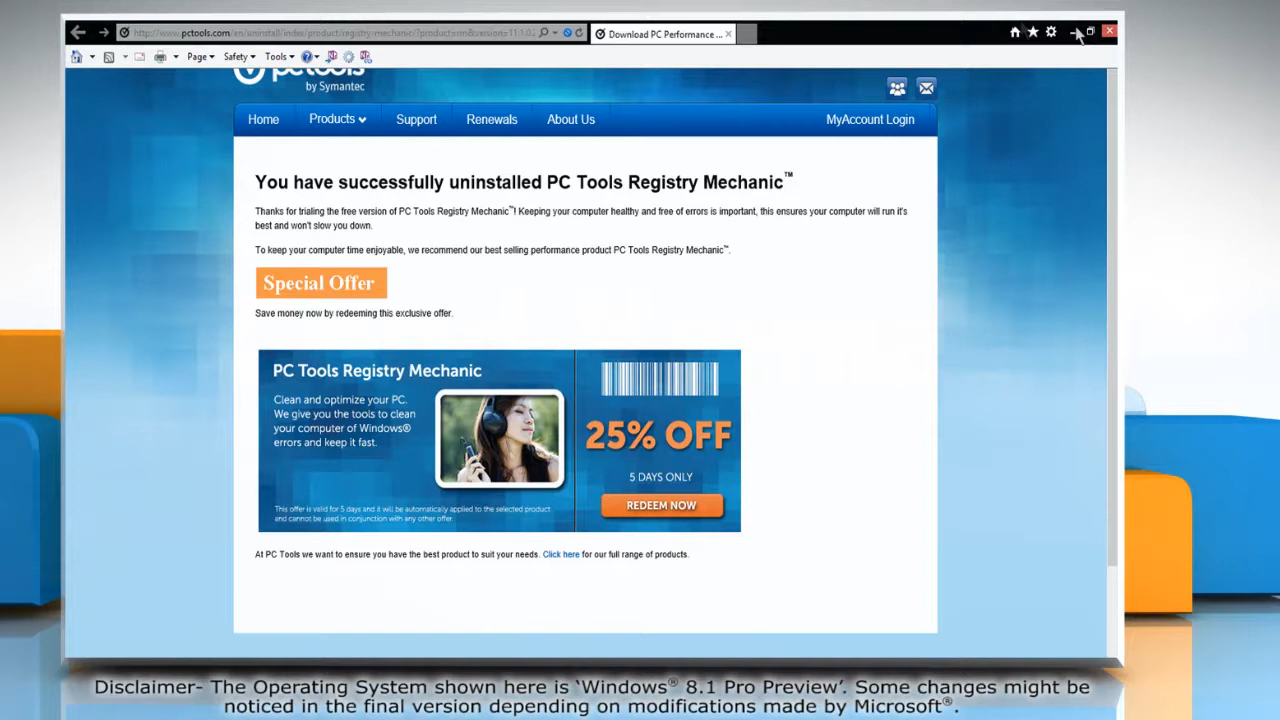 http://www.pctools.com/en/uninstall/index/product/registry-mechanic/?product=rm&version=11.1.0.
Download PC Performance ...
Page Safety Tools
pctools
by Symantec
Home Products Support Renewals About Us MyAccount Login
You have successfully uninstalled PC Tools Registry Mechanic™
Thanks for trialing the free version of PC Tools Registry Mechanic™! Keeping your computer healthy and free of errors is important, this ensures your computer will run it's
best and won't slow you down.
To keep your computer time enjoyable, we recommend our best selling performance product PC Tools Registry Mechanic™.
Special Offer
Save money now by redeeming this exclusive offer.
PC Tools Registry Mechanic
Clean and optimize your PC.
We give you the tools to clean
your computer of Windows®
errors and keep it fast.
This offer is valid for 5 days and it will be automatically applied to the selected product
and cannot be used in conjunction with any other offer.
25% OFF
5 DAYS ONLY
REDEEM NOW
At PC Tools we want to ensure you have the best product to suit your needs. Click here for our full range of products.
Disclaimer- The Operating System shown here is ‘Windows® 8.1 Pro Preview’. Some changes might be
noticed in the final version depending on modifications made by Microsoft®.